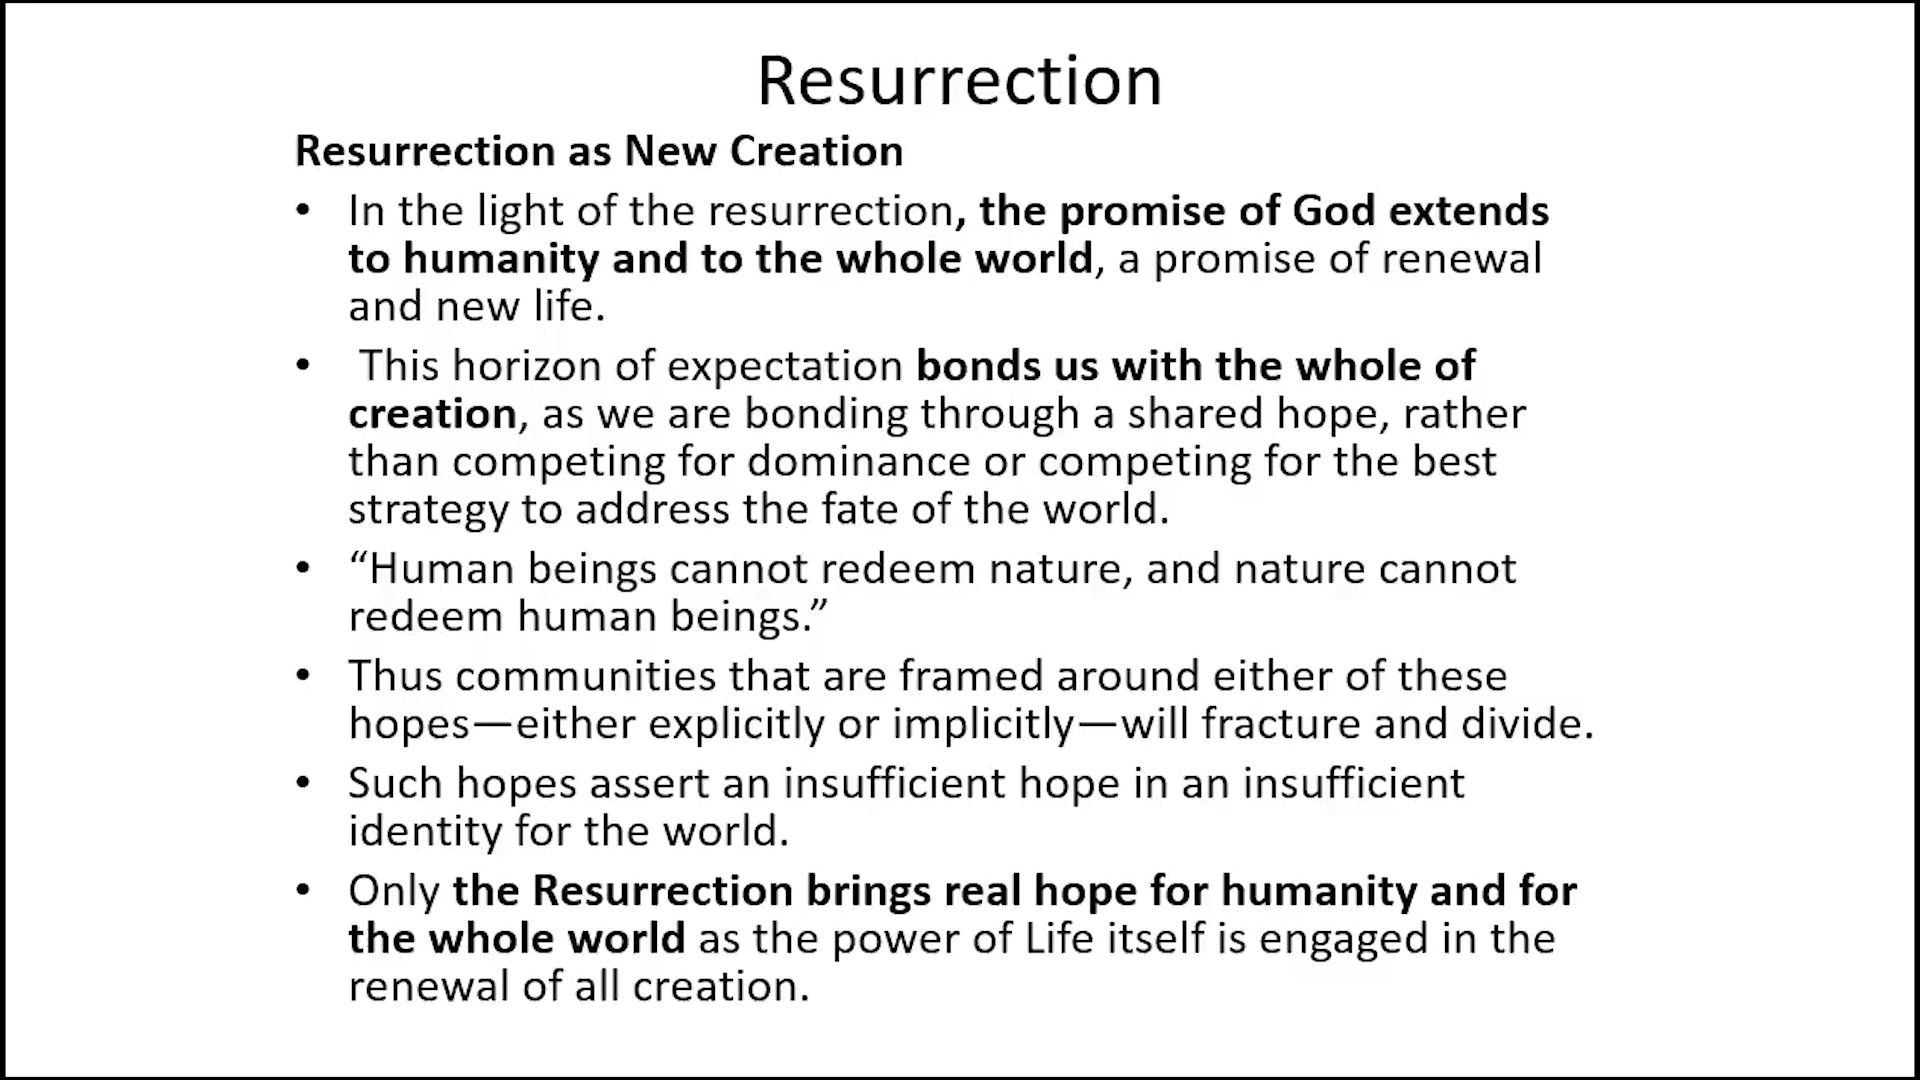 Resurrection
Resurrection as New Creation
• In the light of the resurrection, the promise of God extends
to humanity and to the whole world, a promise of renewal
and new life.
• This horizon of expectation bonds us with the whole of
creation, as we are bonding through a shared hope, rather
than competing for dominance or competing for the best
strategy to address the fate of the world.
• “Human beings cannot redeem nature, and nature cannot
redeem human beings.”
• Thus communities that are framed around either of these
hopes—either explicitly or implicitly—will fracture and divide.
• Such hopes assert an insufficient hope in an insufficient
identity for the world.
• Only the Resurrection brings real hope for humanity and for
the whole world as the power of Life itself is engaged in the
renewal of all creation.